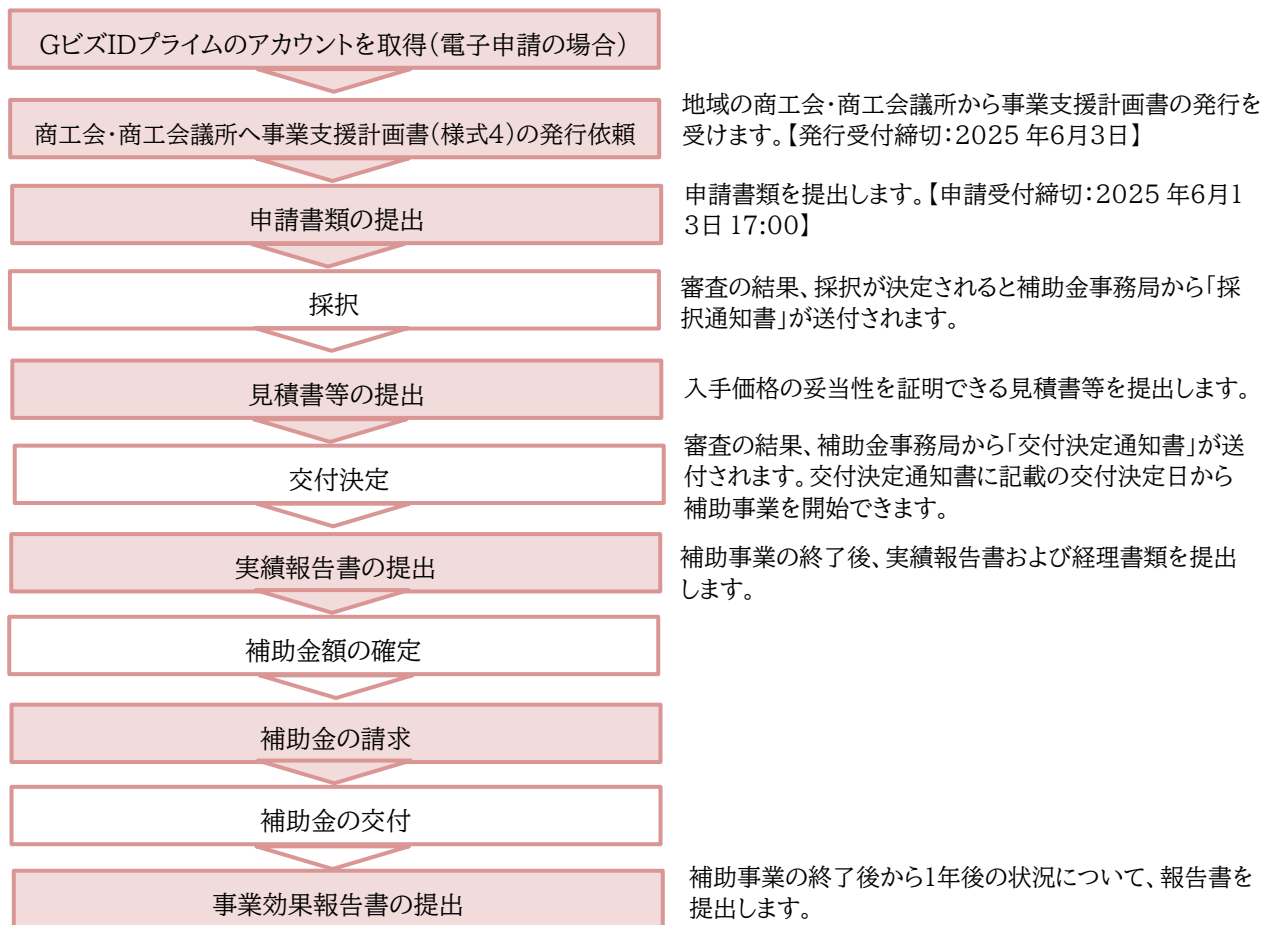 GビズIDプライムのアカウントを取得(電子申請の場合)
商工会・商工会議所へ事業支援計画書(様式4)の発行依頼
地域の商工会・商工会議所から事業支援計画書の発行を
受けます。【発行受付締切:2025 年6月3日】
申請書類の提出
申請書類を提出します。【申請受付締切:2025 年6月1
3日 17:00】
採択
審査の結果、採択が決定されると補助金事務局から「採
択通知書」が送付されます。
見積書等の提出
入手価格の妥当性を証明できる見積書等を提出します。
交付決定
審査の結果、補助金事務局から「交付決定通知書」が送
付されます。交付決定通知書に記載の交付決定日から
補助事業を開始できます。
実績報告書の提出
補助事業の終了後、実績報告書および経理書類を提出
します。
補助金額の確定
補助金の請求
補助金の交付
事業効果報告書の提出
補助事業の終了後から1年後の状況について、報告書を
提出します。